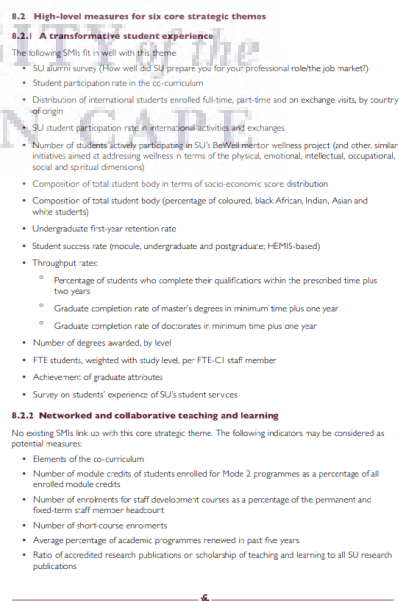 8.2 High-level measures for six core strategic themes
8.2.1 A transformative student experience
The following SMIs fit in well with this theme
• SU alumni survey (How well did SU prepare you for your professional role/the job market?)
• Student participation rate in the co-curriculum
• Distribution of international students enrolled full-time, part-time and on exchange visits, by country
of origin
• SU student participation rate in international activities and exchanges
• Number of students actively participating in SU's BeWell mentor wellness project (and other, similar
initiatives aimed at addressing wellness in terms of the physical, emotional, intellectual, occupational,
social and spiritual dimensions)
• Composition of total student body in terms of socio-economic score distribution
• Composition of total student body (percentage of coloured, black African, Indian, Asian and
white students)
• Undergraduate first-year retention rate
• Student success rate (module, undergraduate and postgraduate; HEMIS-based)
• Throughput rates:
° Percentage of students who complete their qualifications within the prescribed time plus
two years
° Graduate completion rate of master's degrees in minimum time plus one year
° Graduate completion rate of doctorates in minimum time plus one year
• Number of degrees awarded, by level
• FTE students, weighted with study level, per FTE-C1 staff member
• Achievement of graduate attributes
• Survey on students' experience of SU's student services
8.2.2 Networked and collaborative teaching and learning
No existing SMIs link up with this core strategic theme. The following indicators may be considered as
potential measures:
• Elements of the co-curriculum
• Number of module credits of students enrolled for Mode 2 programmes as a percentage of all
enrolled module credits
• Number of enrolments for staff development courses as a percentage of the permanent and
fixed-term staff member headcount
• Number of short-course enrolments
• Average percentage of academic programmes renewed in past five years
• Ratio of accredited research publications on scholarship of teaching and learning to all SU research
publications